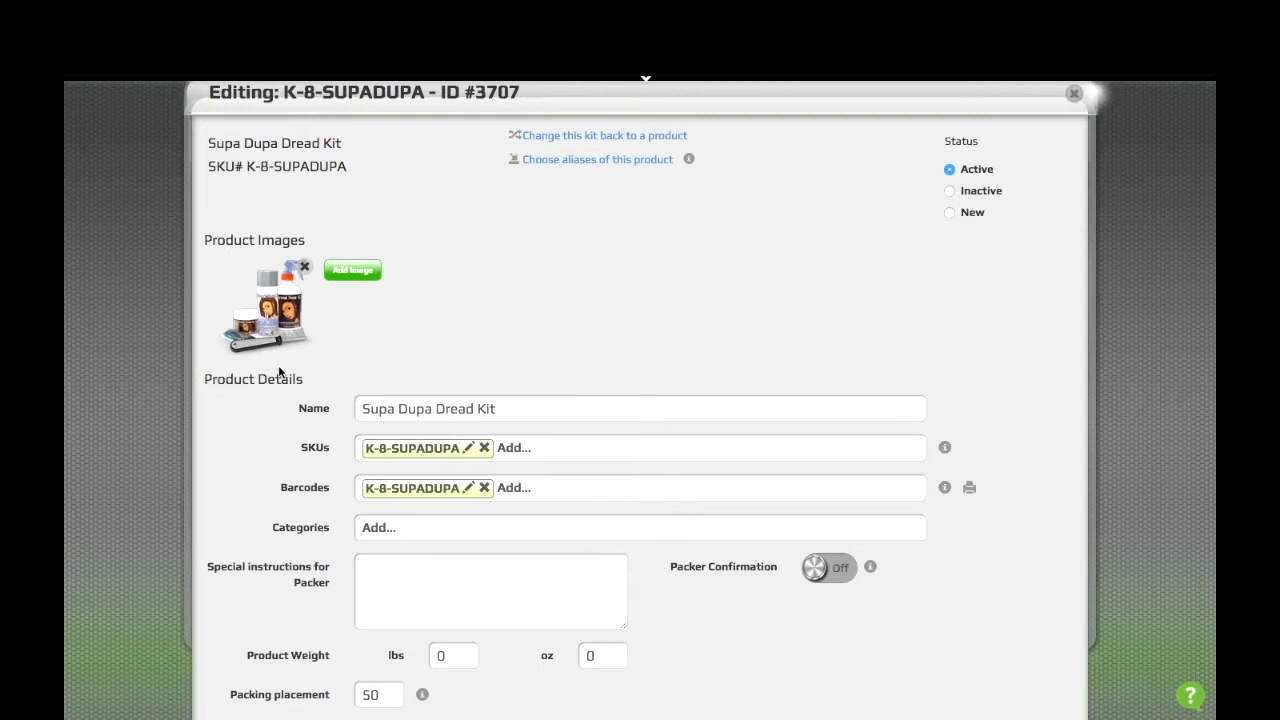 Editing: K-8-SUPADUPA - ID #3707
Supa Dupa Dread Kit
SKU# K-8-SUPADUPA
Change this kit back to a product
Choose aliases of this product
Status
Active
Inactive
New
Product Images
Add Image
Product Details
Name
Supa Dupa Dread Kit
SKUs
K-8-SUPADUPA Add...
Barcodes
K-8-SUPADUPA Add...
Categories
Add...
Special instructions for
Packer
Packer Confirmation
Off
Product Weight
lbs
0
oz
0
Packing placement
50
?